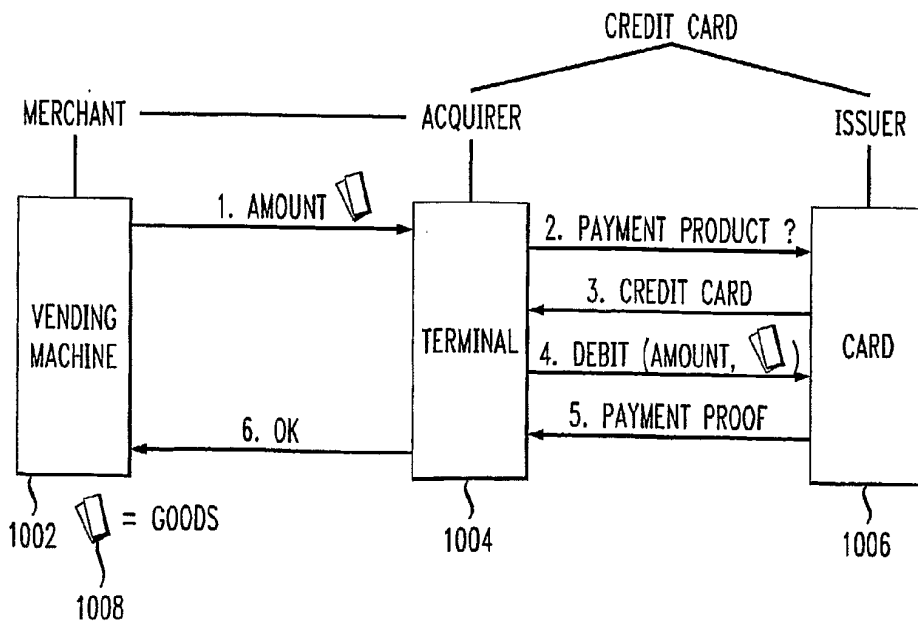 CREDIT CARD
MERCHANT
ACQUIRER
ISSUER
1. AMOUNT
2. PAYMENT PRODUCT ?
3. CREDIT CARD
VENDING
MACHINE
TERMINAL
4. DEBIT (AMOUNT, )
CARD
5. PAYMENT PROOF
6. OK
1002
= GOODS
1004
1006
1008